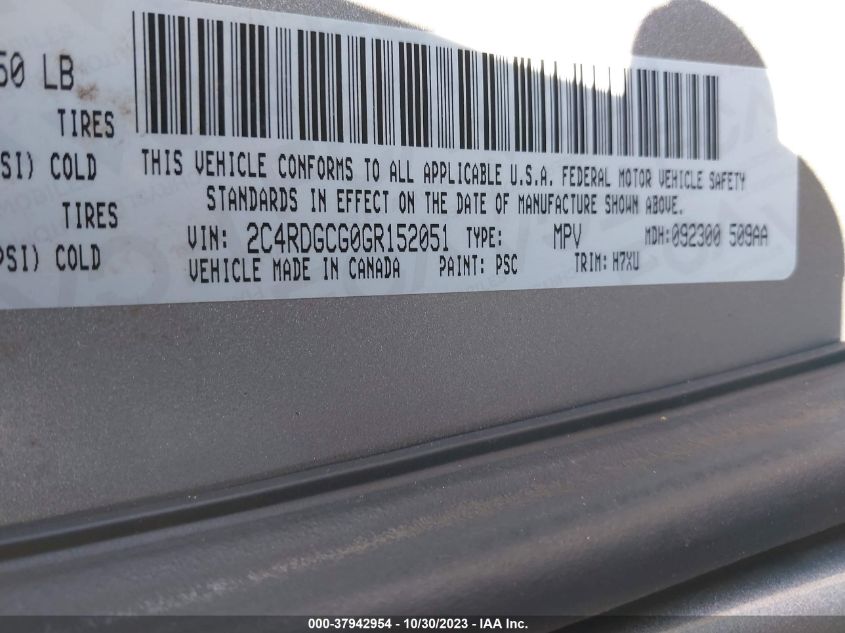 50 LB
TIRES
SI) COLD
THIS VEHICLE CONFORMS TO ALL APPLICABLE U.S.A. FEDERAL MOTOR VEHICLE SAFETY
STANDARDS IN EFFECT ON THE DATE OF MANUFACTURE SHOWN ABOVE.
TIRES
PSI) COLD
VIN: 2C4RDGCG0GR152051 TYPE: MPV MDH:092300 509AA
VEHICLE MADE IN CANADA PAINT: PSC TRIM: H7XU
000-37942954 - 10/30/2023 - IAA Inc.